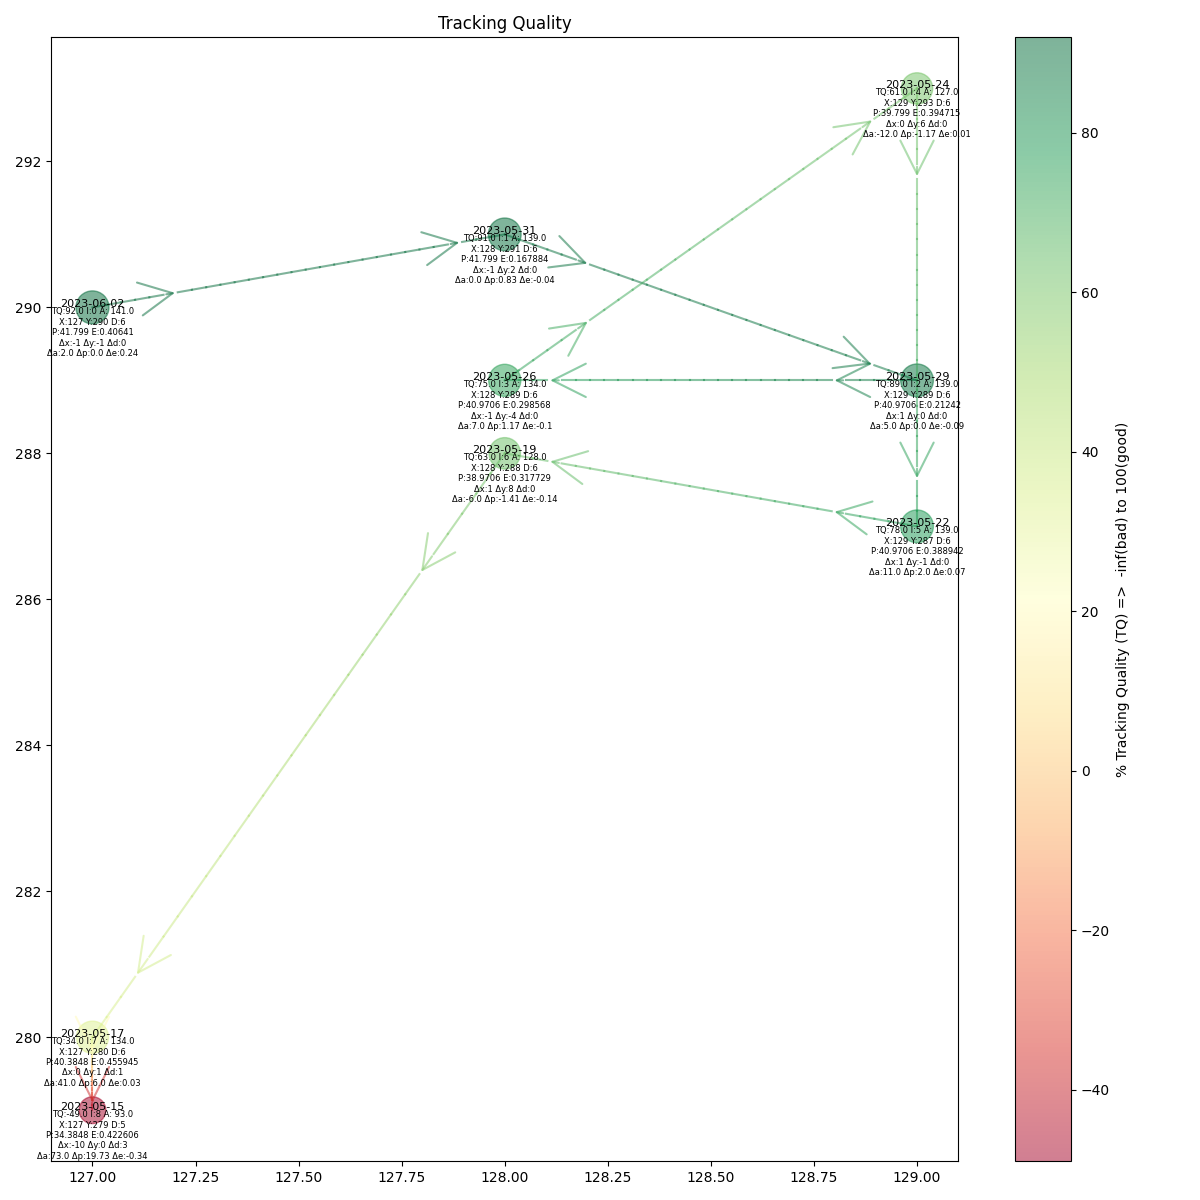 Tracking Quality
2023-05-24
TQ:61.0 I:4 A: 127.0
X:129 Y:293 D:6
P:39.799 E:0.394715
Δx:0 Δy:6 Δd:0
Δa:-12.0 Δp:-1.17 Δe:0.01
2023-05-31
TQ:91.0 I:1 A: 139.0
X:128 Y:291 D:6
P:41.799 E:0.167884
Δx:-1 Δy:2 Δd:0
Δa:0.0 Δp:0.83 Δe:-0.04
2023-06-02
TQ:92.0 I:0 A: 141.0
X:127 Y:290 D:6
P:41.799 E:0.40641
Δx:-1 Δy:-1 Δd:0
Δa:2.0 Δp:0.0 Δe:0.24
2023-05-26
TQ:75.0 I:3 A: 134.0
X:128 Y:289 D:6
P:40.9706 E:0.298568
Δx:-1 Δy:-4 Δd:0
Δa:7.0 Δp:1.17 Δe:-0.1
2023-05-29
TQ:89.0 I:2 A: 139.0
X:129 Y:289 D:6
P:40.9706 E:0.21242
Δx:1 Δy:0 Δd:0
Δa:5.0 Δp:0.0 Δe:-0.09
2023-05-19
TQ:63.0 I:6 A: 128.0
X:128 Y:288 D:6
P:38.9706 E:0.317729
Δx:1 Δy:8 Δd:0
Δa:-6.0 Δp:-1.41 Δe:-0.14
2023-05-22
TQ:78.0 I:5 A: 139.0
X:129 Y:287 D:6
P:40.9706 E:0.388942
Δx:1 Δy:-1 Δd:0
Δa:11.0 Δp:2.0 Δe:0.07
2023-05-17
TQ:34.0 I:7 A: 134.0
X:127 Y:280 D:6
P:40.3848 E:0.455945
Δx:0 Δy:1 Δd:1
Δa:41.0 Δp:6.0 Δe:0.03
2023-05-15
TQ:-49.0 I:8 A: 93.0
X:127 Y:279 D:5
P:34.3848 E:0.422606
Δx:-10 Δy:0 Δd:3
Δa:73.0 Δp:19.73 Δe:-0.34
292
290
288
286
284
282
280
127.00
127.25
127.50
127.75
128.00
128.25
128.50
128.75
129.00
80
60
40
20
0
−20
−40
% Tracking Quality (TQ) => -inf(bad) to 100(good)